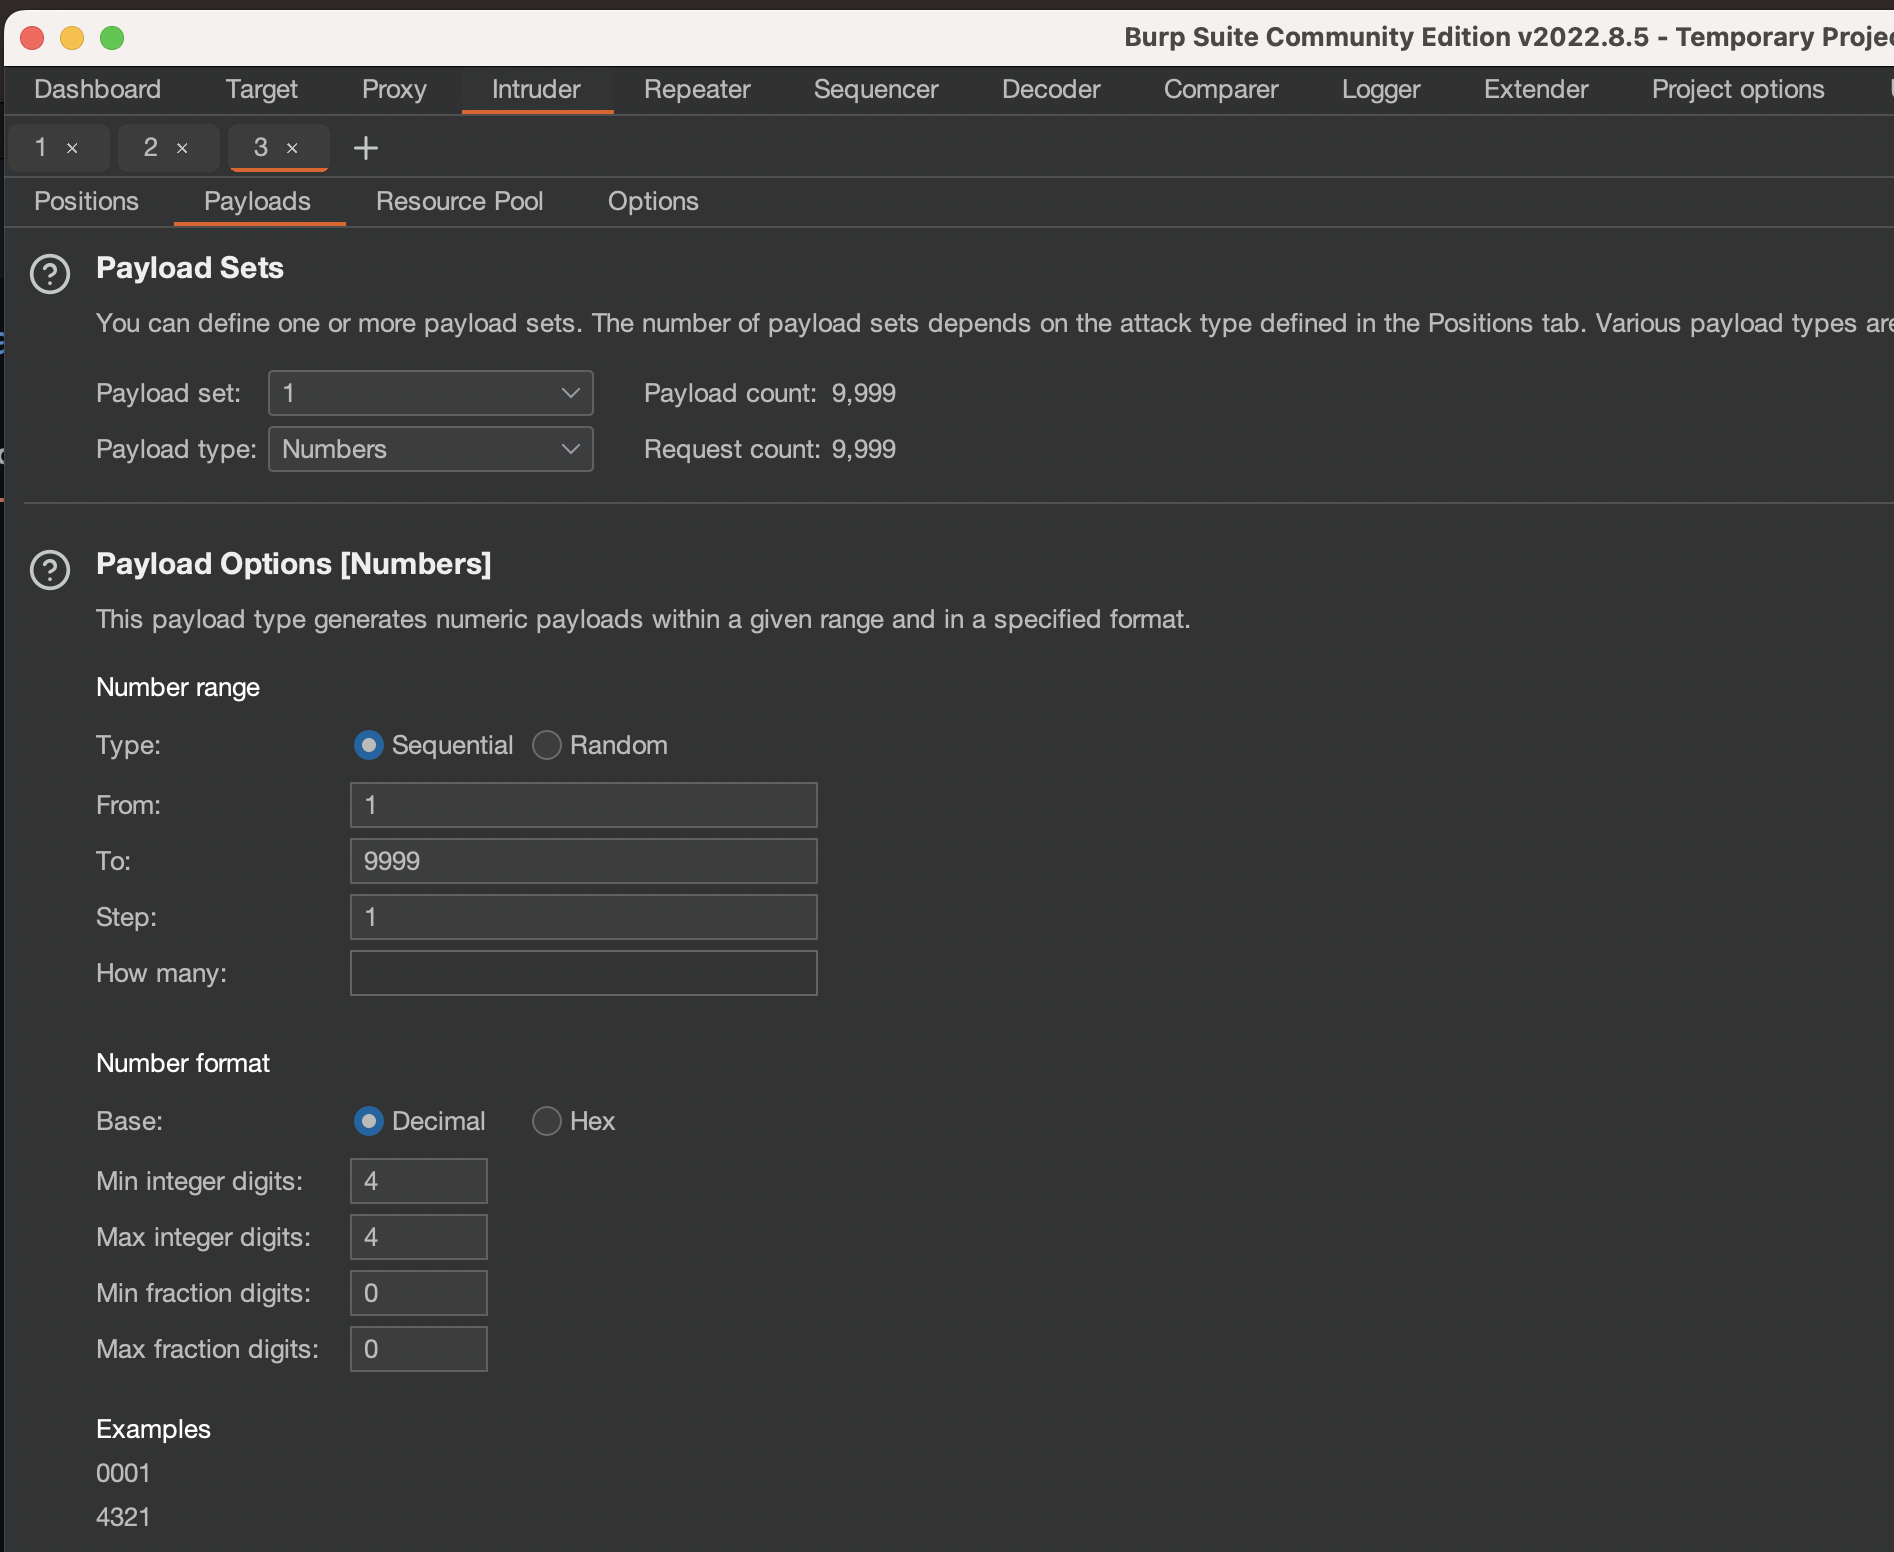 Burp Suite Community Edition v2022.8.5 - Temporary
Dashboard Target Proxy Intruder Repeater Sequencer Decoder Comparer Logger Extender Project options
1 × 2 × 3 × +
Positions Payloads Resource Pool Options
Payload Sets
You can define one or more payload sets. The number of payload sets depends on the attack type defined in the Positions tab. Various payload types
Payload set: 1 Payload count: 9,999
Payload type: Numbers Request count: 9,999
Payload Options [Numbers]
This payload type generates numeric payloads within a given range and in a specified format.
Number range
Type: Sequential Random
From: 1
To: 9999
Step: 1
How many:
Number format
Base: Decimal Hex
Min integer digits: 4
Max integer digits: 4
Min fraction digits: 0
Max fraction digits: 0
Examples
0001
4321